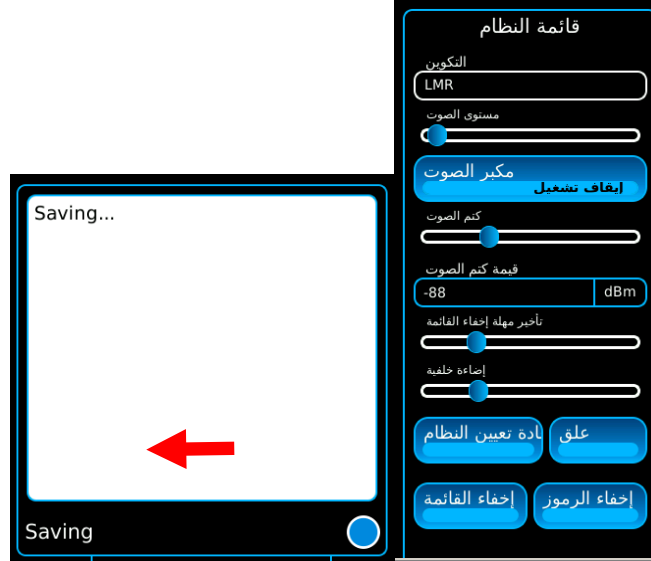 قائمة النظام
التكوين
LMR
مستوى الصوت
مكبر الصوت
إيقاف تشغيل
كتم الصوت
قيمة كتم الصوت
-88 dBm
تأخير مهلة إخفاء القائمة
إضاءة خلفية
ادة تعيين النظام علق
إخفاء القائمة إخفاء الرموز
Saving...
Saving